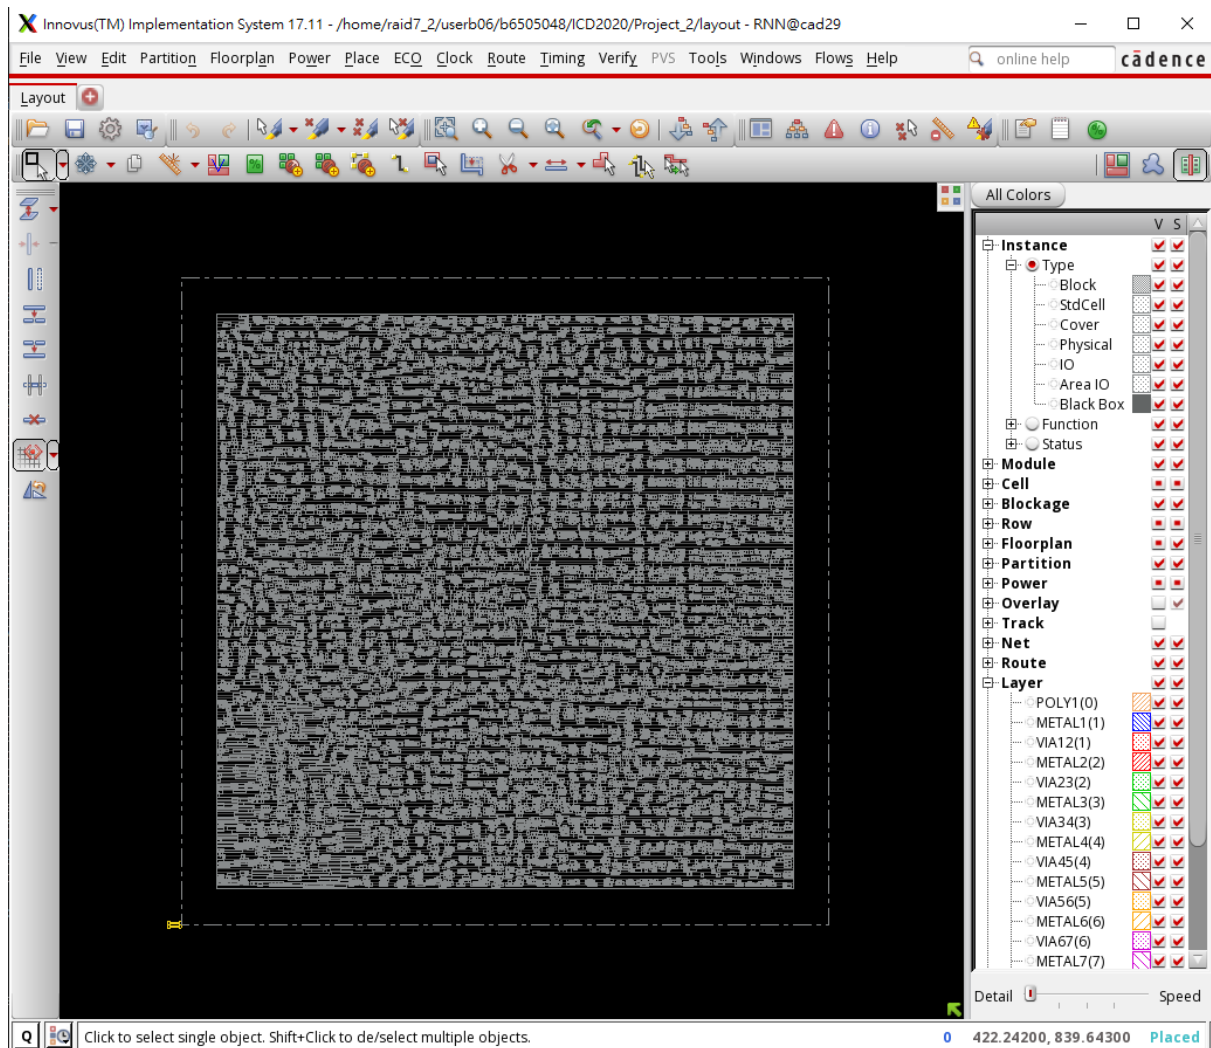 Innovus(TM) Implementation System 17.11 - /home/raid7_2/userb06/b6505048/ICD2020/Project_2/layout - RNN@cad29
File View Edit Partition Floorplan Power Place ECO Clock Route Timing Verify PVS Tools Windows Flows Help online help cādence
Layout
All Colors
V S
Instance
Type
Block
StdCell
Cover
Physical
IO
Area IO
Black Box
Function
Status
Module
Cell
Blockage
Row
Floorplan
Partition
Power
Overlay
Track
Net
Route
Layer
POLY1(0)
METAL1(1)
VIA12(1)
METAL2(2)
VIA23(2)
METAL3(3)
VIA34(3)
METAL4(4)
VIA45(4)
METAL5(5)
VIA56(5)
METAL6(6)
VIA67(6)
METAL7(7)
Detail Speed
Q Click to select single object. Shift+Click to de/select multiple objects. 0 422.24200, 839.64300 Placed